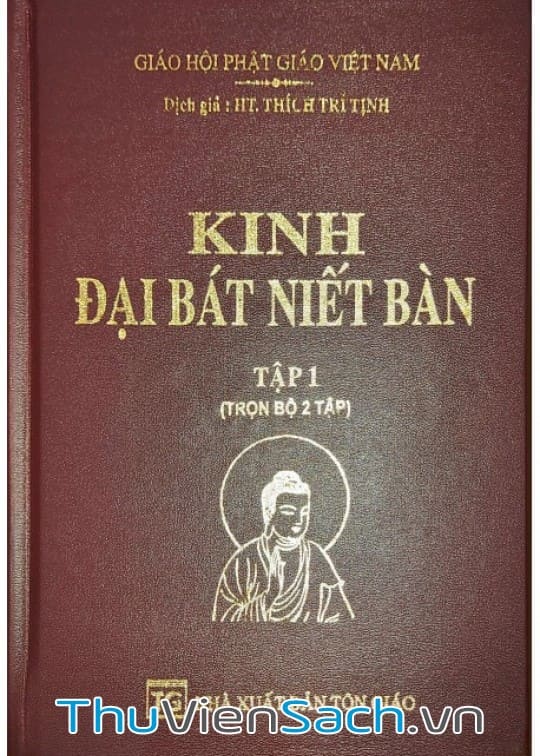 GIÁO HỘI PHẬT GIÁO VIỆT NAM
Dịch giả : HT. THÍCH TRÍ TỊNH
KINH
ĐẠI BÁT NIẾT BÀN
TẬP 1
(TRỌN BỘ 2 TẬP)
TG NHÀ XUẤT BẢN TÔN GIÁO
ThuVienSach.vn